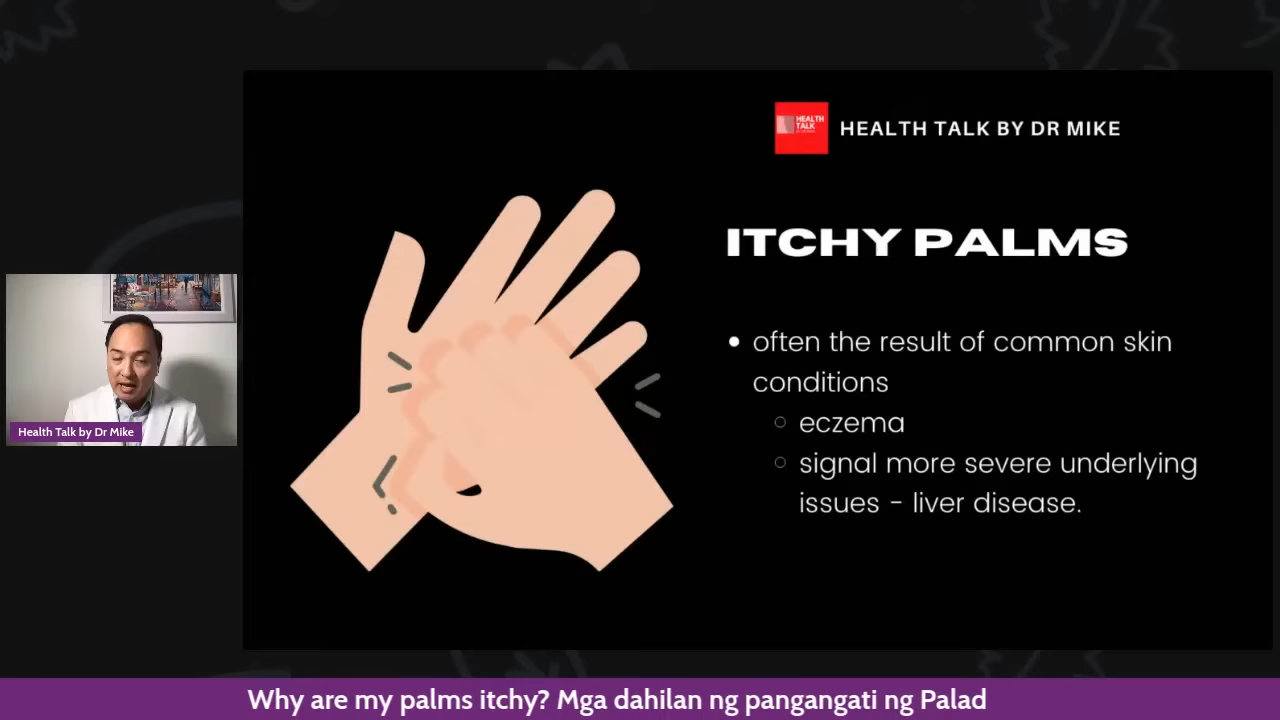 HEALTH
TALK
HEALTH TALK BY DR MIKE
ITCHY PALMS
often the result of common skin
conditions
eczema
signal more severe underlying
issues - liver disease.
Health Talk by Dr Mike
Why are my palms itchy? Mga dahilan ng pangangati ng Palad